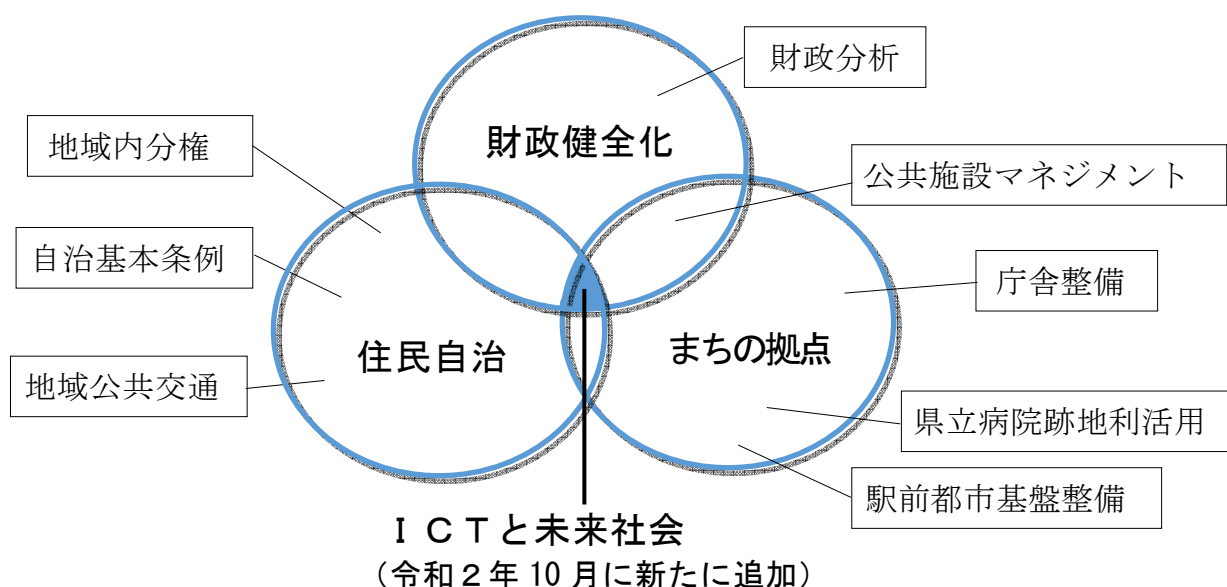 財政分析
財政健全化
地域内分権
公共施設マネジメント
自治基本条例
庁舎整備
住民自治
まちの拠点
地域公共交通
県立病院跡地利活用
駅前都市基盤整備
ＩＣＴと未来社会
（令和２年 10 月に新たに追加）